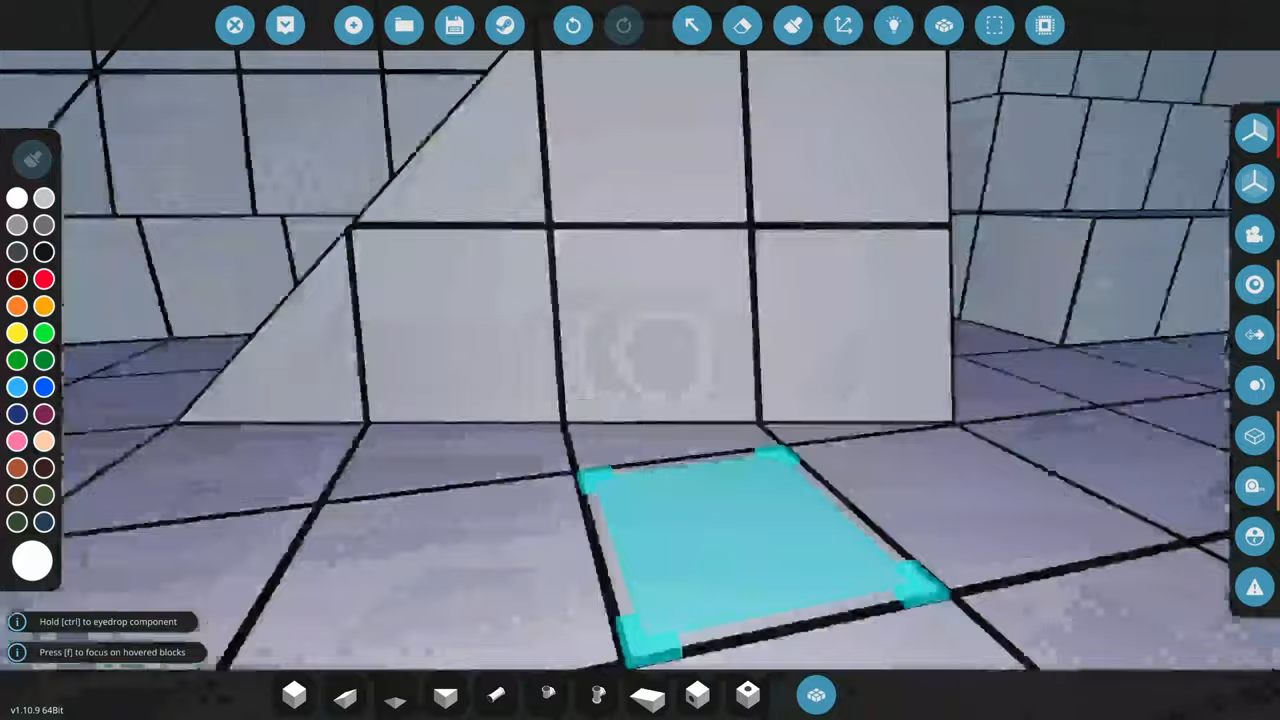 Hold [ctrl] to eyedrop component
Press [f] to focus on hovered blocks
v1.10.9 64Bit